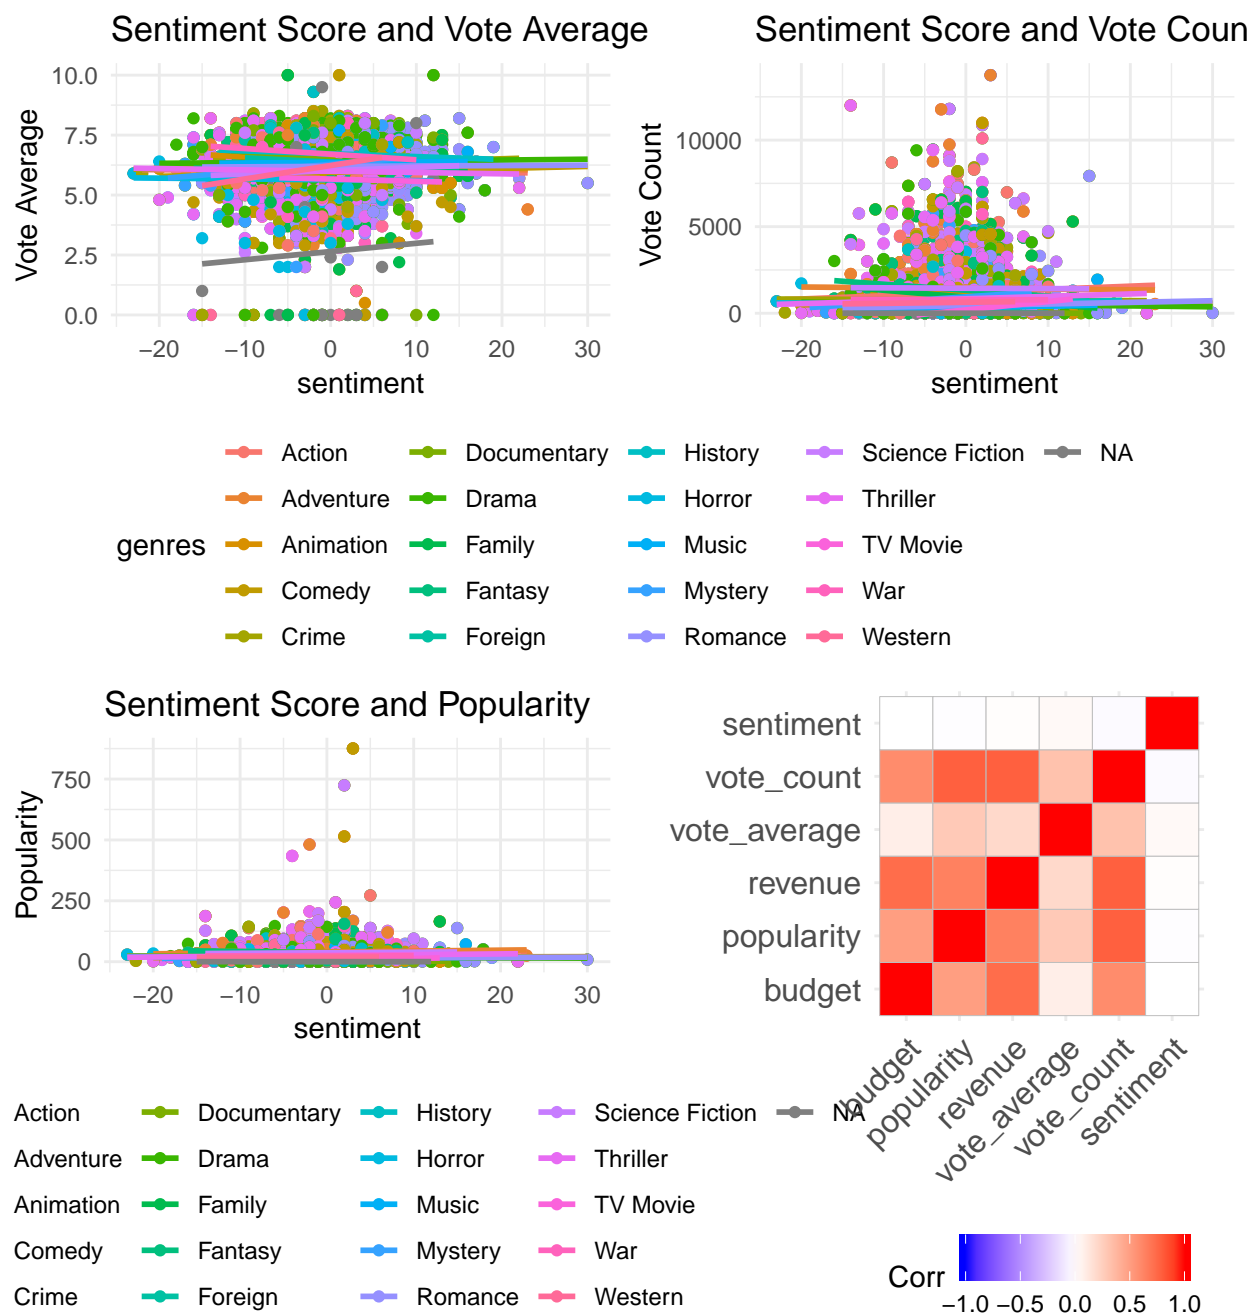 Sentiment Score and Vote Average
10.0
7.5
5.0
2.5
0.0
Vote Average
−20 −10 0 10 20 30
sentiment
Sentiment Score and Vote Coun
10000
5000
0
Vote Count
−20 −10 0 10 20 30
sentiment
genres
Action Documentary History Science Fiction NA
Adventure Drama Horror Thriller
Animation Family Music TV Movie
Comedy Fantasy Mystery War
Crime Foreign Romance Western
Sentiment Score and Popularity
750
500
250
0
Popularity
−20 −10 0 10 20 30
sentiment
sentiment
vote_count
vote_average
revenue
popularity
budget
budget popularity revenue vote_average vote_count sentiment
Action Documentary History Science Fiction NA
Adventure Drama Horror Thriller
Animation Family Music TV Movie
Comedy Fantasy Mystery War
Crime Foreign Romance Western
Corr
−1.0 −0.5 0.0 0.5 1.0